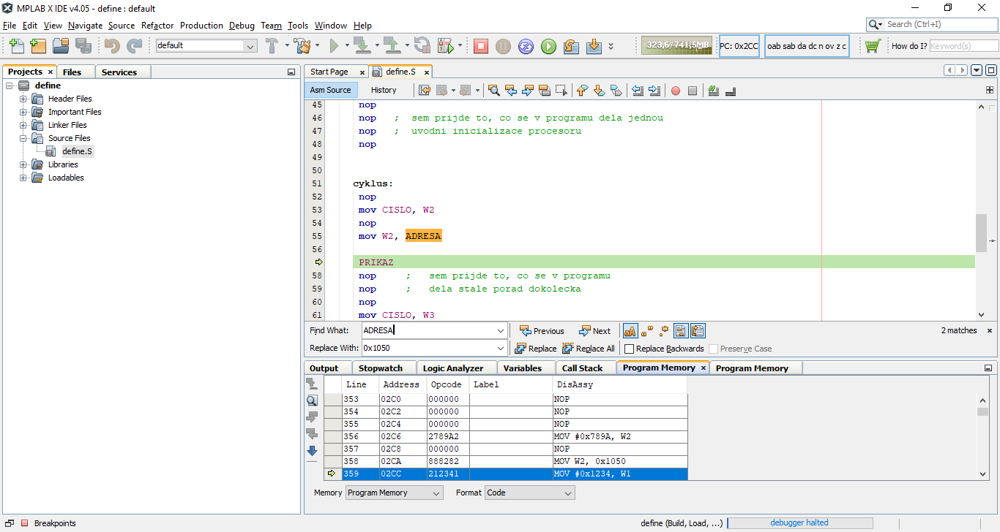 MPLAB X IDE v4.05 - define : default
File Edit View Navigate Source Refactor Production Debug Team Tools Window Help
Search (Ctrl+I)
default
323,6/741,5MB
PC: 0x2CC
oab sab da dc n ov z c
How do I?
Keyword(s)
Projects × Files Services
define
Header Files
Important Files
Linker Files
Source Files
define.S
Libraries
Loadables
Start Page × define.S ×
Asm Source History
45 nop
46 nop ; sem prijde to, co se v programu dela jednou
47 nop ; uvodni inicializace procesoru
48 nop
49
50
51 cyklus:
52 nop
53 mov CISLO, W2
54 nop
55 mov W2, ADRESA
56
PRIKAZ
58 nop ; sem prijde to, co se v programu
59 nop ; dela stale porad dokolecka
60 nop
61 mov CISLO, W3
Find What: ADRESA Previous Next 2 matches ×
Replace With: 0x1050 Replace Replace All Replace Backwards Preserve Case
Output Stopwatch Logic Analyzer Variables Call Stack Program Memory × Program Memory
Line Address Opcode Label DisAssy
353 02C0 000000 NOP
354 02C2 000000 NOP
355 02C4 000000 NOP
356 02C6 2789A2 MOV #0x789A, W2
357 02C8 000000 NOP
358 02CA 888282 MOV W2, 0x1050
359 02CC 212341 MOV #0x1234, W1
Memory Program Memory Format Code
Breakpoints
define (Build, Load, ...) debugger halted